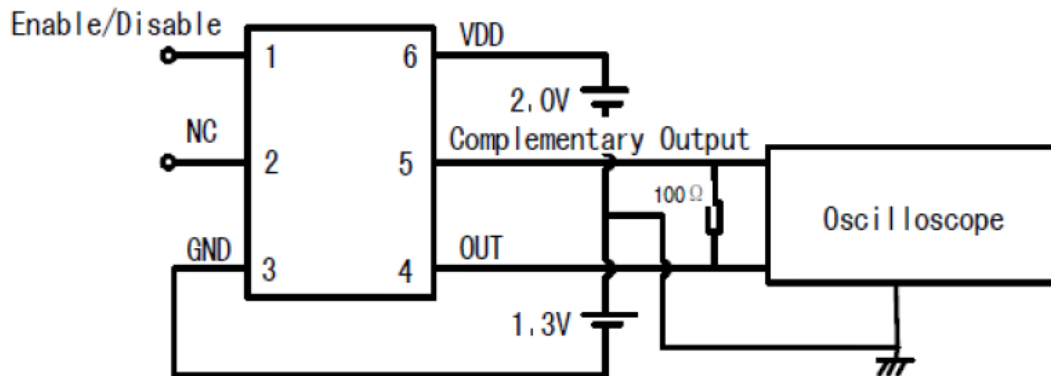 Enable/Disable
VDD
1
6
2.0V
NC
Complementary Output
2
5
100Ω
Oscilloscope
GND
OUT
3
4
1.3V